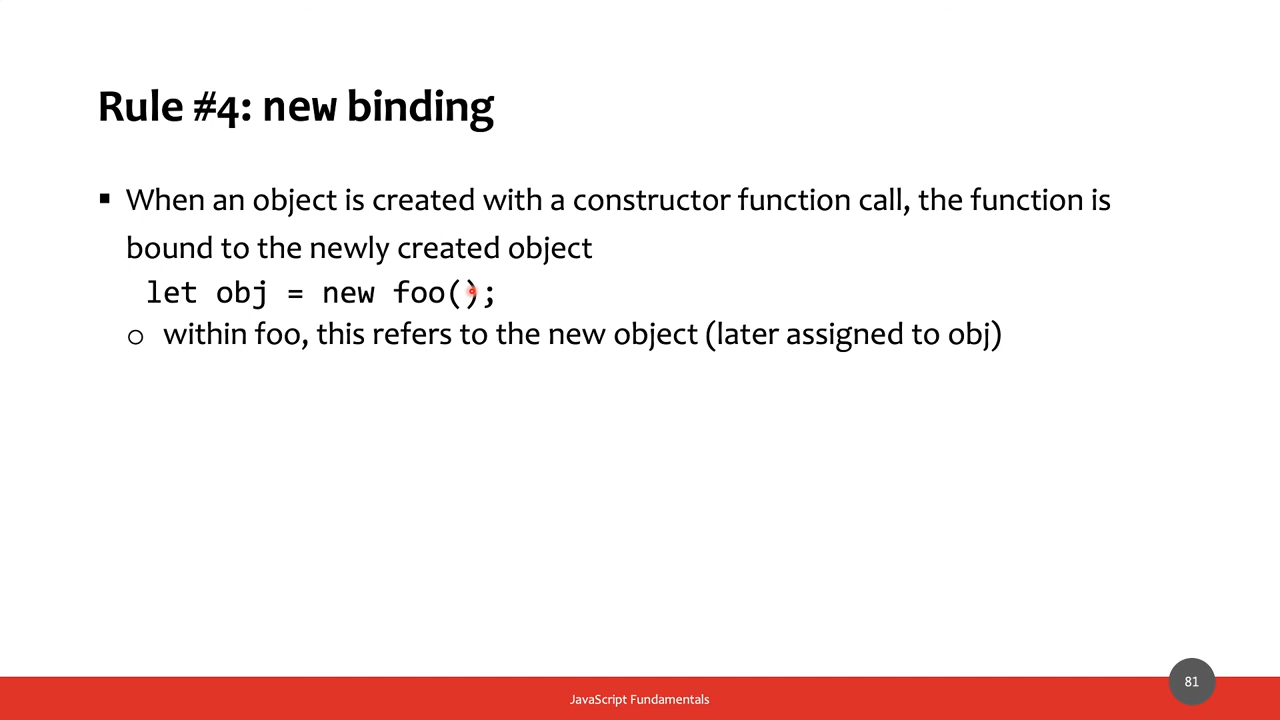 Rule #4: new binding
▪ When an object is created with a constructor function call, the function is
bound to the newly created object
let obj = new foo();
o within foo, this refers to the new object (later assigned to obj)
81
JavaScript Fundamentals